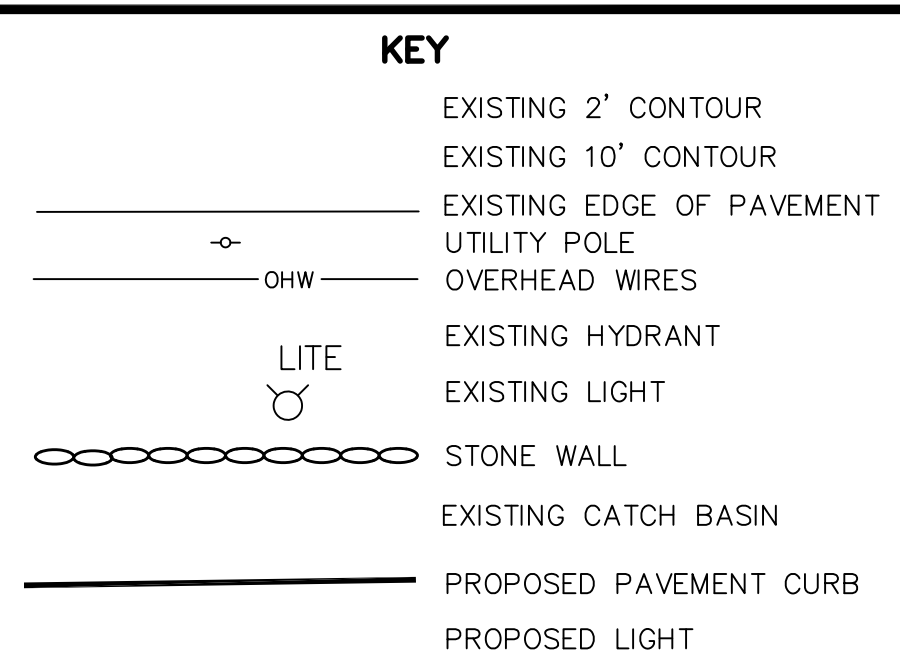 KEY
EXISTING 2' CONTOUR
EXISTING 10' CONTOUR
EXISTING EDGE OF PAVEMENT
UTILITY POLE
OHW OVERHEAD WIRES
EXISTING HYDRANT
LITE
EXISTING LIGHT
STONE WALL
EXISTING CATCH BASIN
PROPOSED PAVEMENT CURB
PROPOSED LIGHT